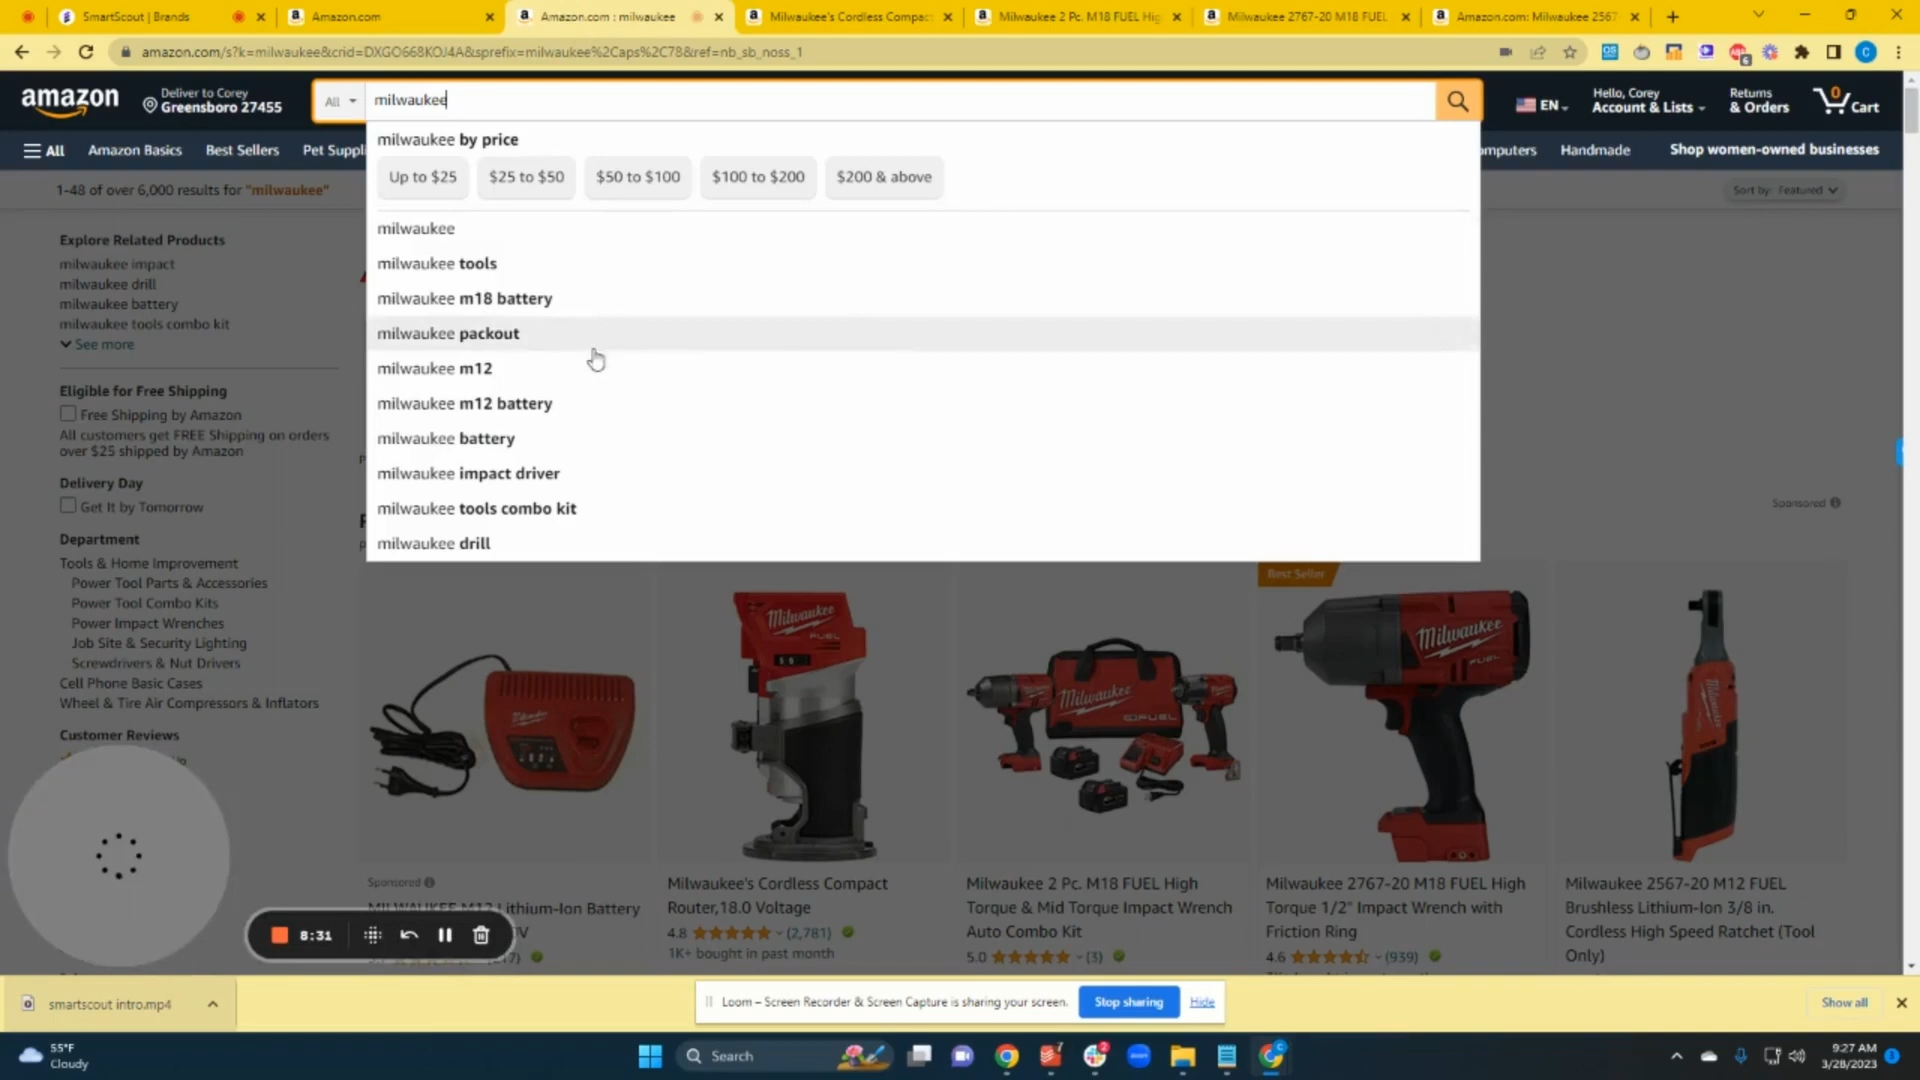 SmartScout | Brands
Amazon.com
Amazon.com : milwaukee
Milwaukee's Cordless Compac
Milwaukee 2 Pc. M18 FUEL Hig
Milwaukee 2767-20 M18 FUEL
Amazon.com: Milwaukee 2567
amazon.com/s?k=milwaukee&crid=DXGO668KOJ4A&sprefix=milwaukee%2Caps%2C78&ref=nb_sb_noss_1
amazon
Deliver to Corey
Greensboro 27455
All
milwaukee
EN
Hello, Corey
Account & Lists
Returns
& Orders
0
Cart
All
Amazon Basics
Best Sellers
Pet Suppli
mputers
Handmade
Shop women-owned businesses
1-48 of over 6,000 results for "milwaukee"
Sort by: Featured
milwaukee by price
Up to $25
$25 to $50
$50 to $100
$100 to $200
$200 & above
milwaukee
milwaukee tools
milwaukee m18 battery
milwaukee packout
milwaukee m12
milwaukee m12 battery
milwaukee battery
milwaukee impact driver
milwaukee tools combo kit
milwaukee drill
Explore Related Products
milwaukee impact
milwaukee drill
milwaukee battery
milwaukee tools combo kit
See more
Eligible for Free Shipping
Free Shipping by Amazon
All customers get FREE Shipping on orders
over $25 shipped by Amazon
Delivery Day
Get It by Tomorrow
Department
Tools & Home Improvement
Power Tool Parts & Accessories
Power Tool Combo Kits
Power Impact Wrenches
Job Site & Security Lighting
Screwdrivers & Nut Drivers
Cell Phone Basic Cases
Wheel & Tire Air Compressors & Inflators
Customer Reviews
Sponsored
Best Seller
Milwaukee
Milwaukee
FUEL
Milwaukee
FUEL
Milwaukee
FUEL
Milwaukee
Sponsored
MILWAUKEE M12 Lithium-Ion Battery
Milwaukee's Cordless Compact
Router,18.0 Voltage
4.8
(2,781)
1K+ bought in past month
Milwaukee 2 Pc. M18 FUEL High
Torque & Mid Torque Impact Wrench
Auto Combo Kit
5.0
(3)
Milwaukee 2767-20 M18 FUEL High
Torque 1/2" Impact Wrench with
Friction Ring
4.6
(939)
Milwaukee 2567-20 M12 FUEL
Brushless Lithium-Ion 3/8 in.
Cordless High Speed Ratchet (Tool
Only)
8:31
smartscout intro.mp4
Loom – Screen Recorder & Screen Capture is sharing your screen.
Stop sharing
Hide
Show all
55°F
Cloudy
Search
9:27 AM
3/28/2023